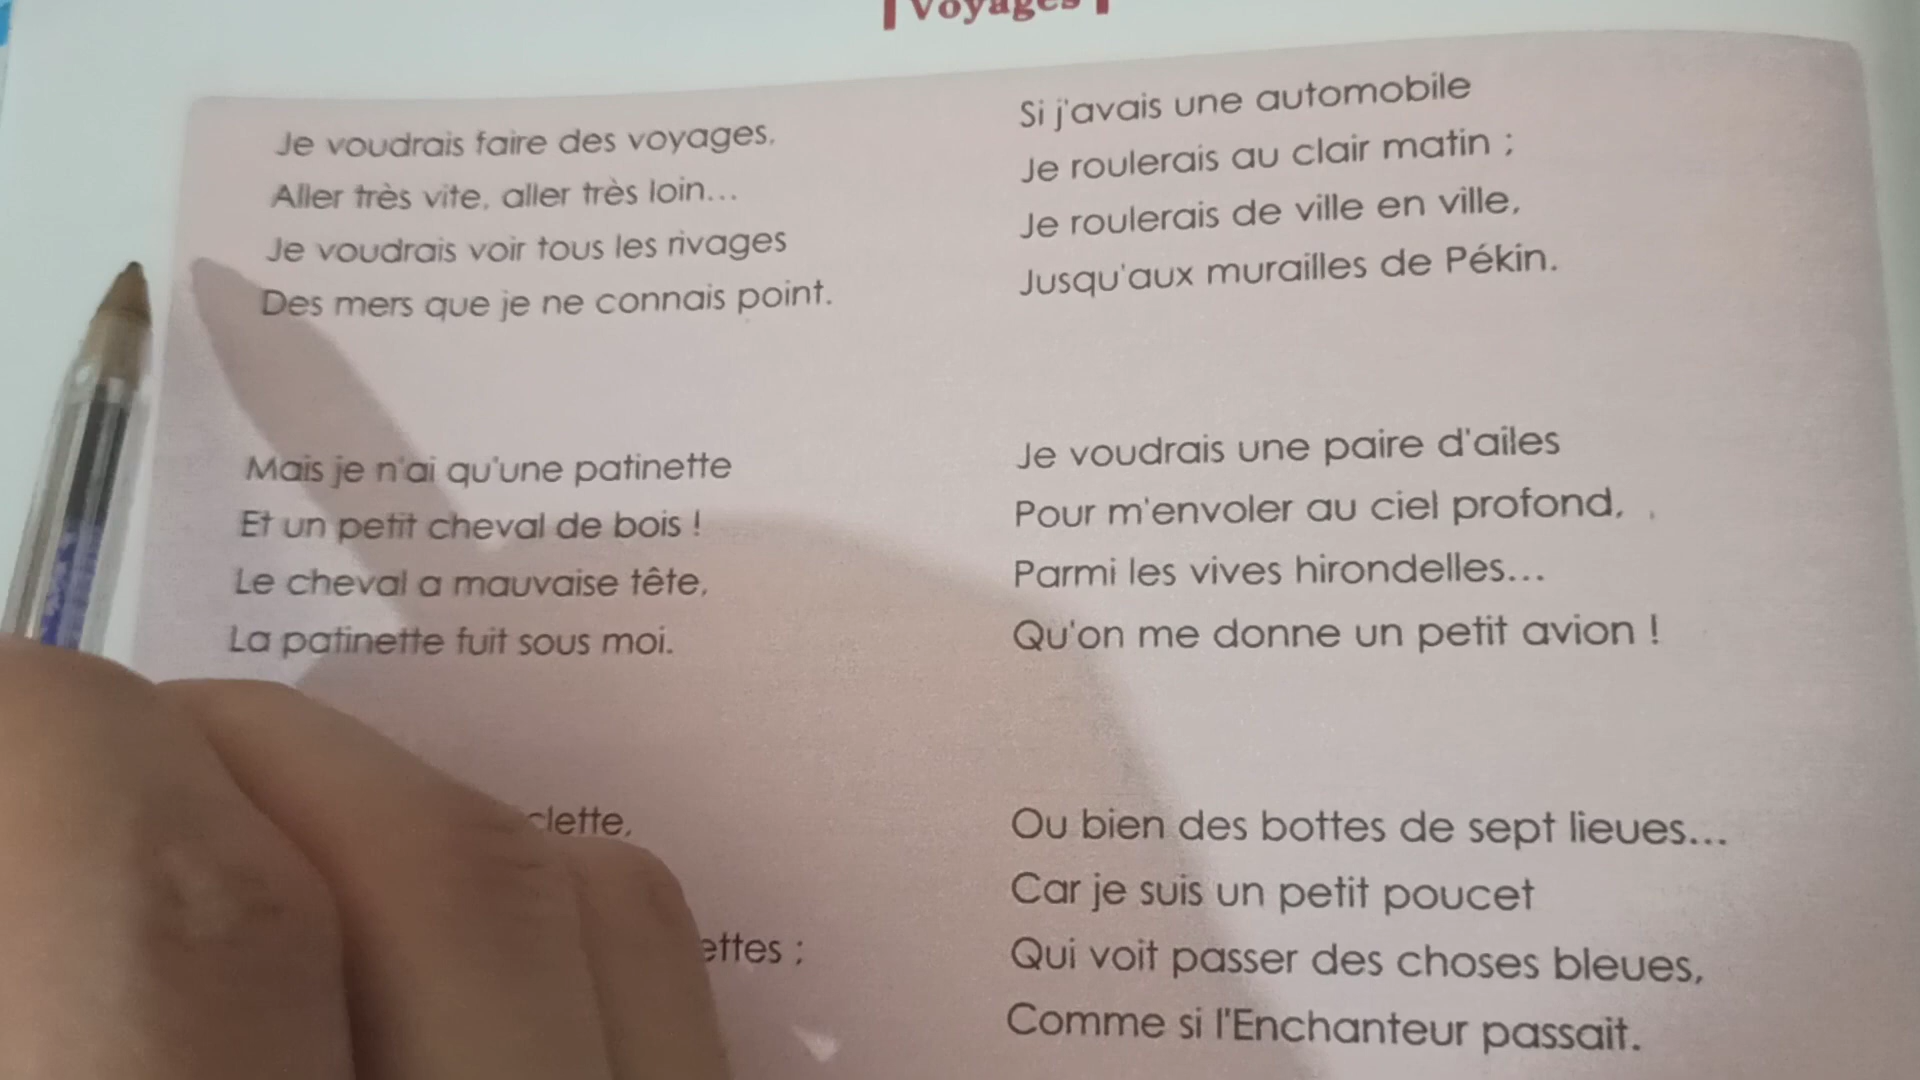 Voyages
Je voudrais faire des voyages,
Aller très vite, aller très loin...
Je voudrais voir tous les rivages
Des mers que je ne connais point.
Mais je n'ai qu'une patinette
Et un petit cheval de bois !
Le cheval a mauvaise tête,
La patinette fuit sous moi.
Si j'avais une automobile
Je roulerais au clair matin ;
Je roulerais de ville en ville,
Jusqu'aux murailles de Pékin.
Je voudrais une paire d'ailes
Pour m'envoler au ciel profond,
Parmi les vives hirondelles...
Qu'on me donne un petit avion !
Ou bien des bottes de sept lieues...
Car je suis un petit poucet
Qui voit passer des choses bleues,
Comme si l'Enchanteur passait.